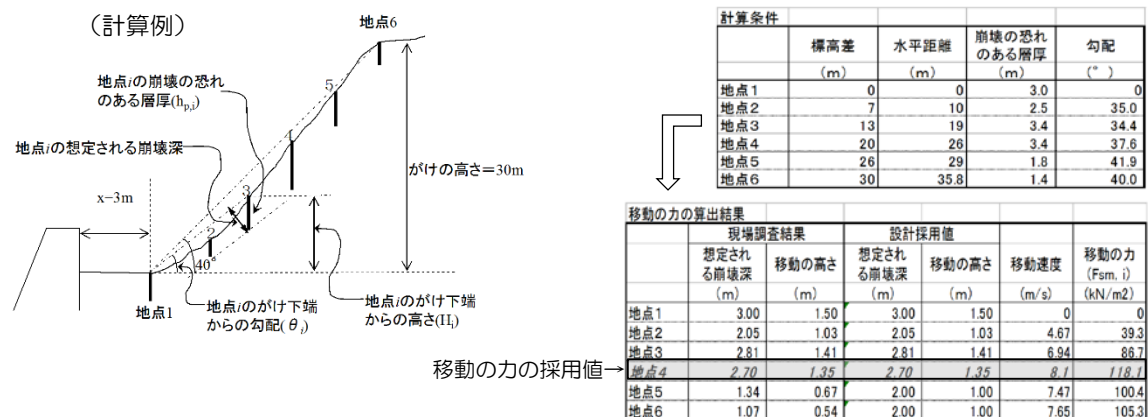 （計算例）
地点6
地点iの崩壊の恐れ
のある層厚(hp,i)
5
地点iの想定される崩壊深
がけの高さ＝30m
x−3m
3
2
40°
地点1
地点iのがけ下端
からの勾配(θi)
地点iのがけ下端
からの高さ(Hi)
移動の力の採用値→
計算条件
標高差 水平距離 崩壊の恐れ
のある層厚 勾配
（m） （m） （m） （°）
地点1 0 0 3.0 0
地点2 7 10 2.5 35.0
地点3 13 19 3.4 34.4
地点4 20 26 3.4 37.6
地点5 26 29 1.8 41.9
地点6 30 35.8 1.4 40.0
移動の力の算出結果
現場調査結果 設計採用値
想定され
る崩壊深 移動の高さ 想定され
る崩壊深 移動の高さ 移動速度 移動の力
（Fsm, i）
（m） （m） （m） （m） （m/s） （kN/m2）
地点1 3.00 1.50 3.00 1.50 0 0
地点2 2.05 1.03 2.05 1.03 4.67 39.3
地点3 2.81 1.41 2.81 1.41 6.94 86.7
地点4 2.70 1.35 2.70 1.35 8.1 118.1
地点5 1.34 0.67 2.00 1.00 7.47 100.4
地点6 1.07 0.54 2.00 1.00 7.65 105.2